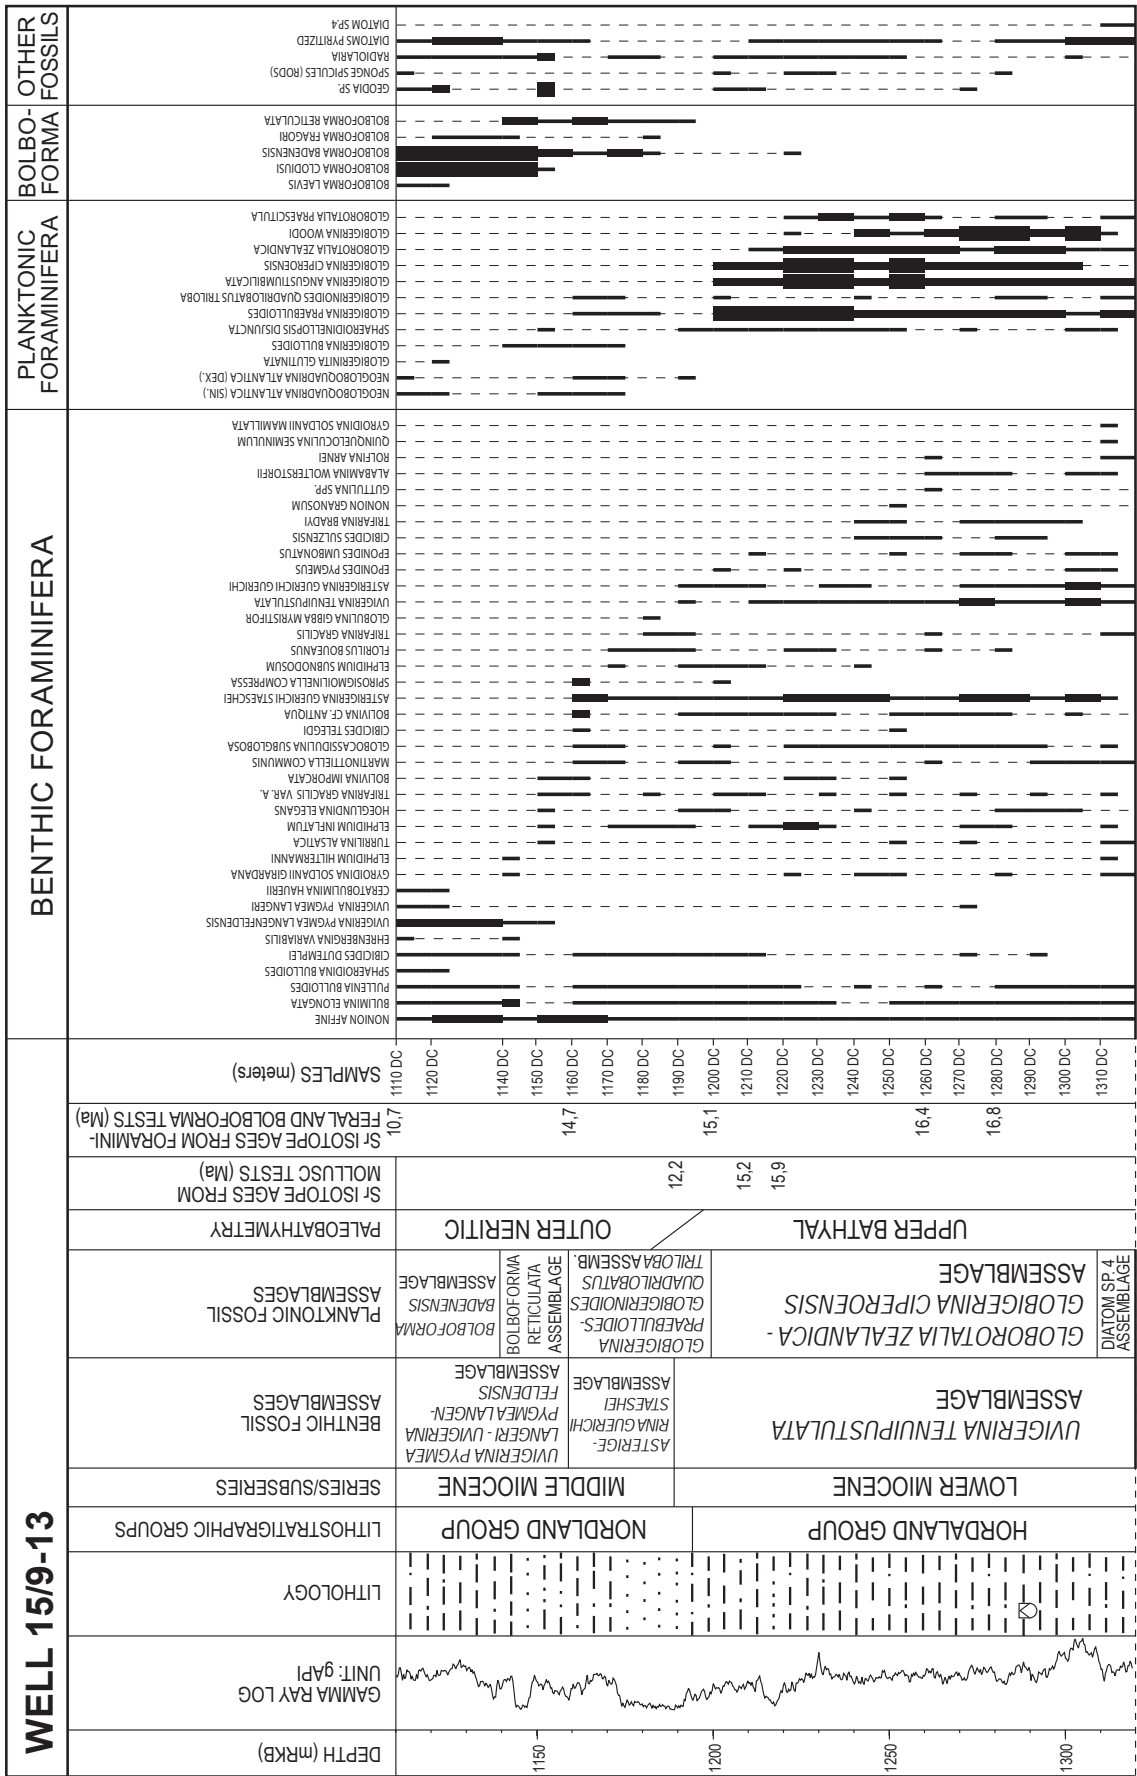 WELL 15/9-13
DEPTH (mRKB)
1150
1200
1250
1300
GAMMA RAY LOG
UNIT: gAPI
LITHOLOGY
LITHOSTRATIGRAPHIC GROUPS
NORDLAND GROUP
HORDALAND GROUP
SERIES/SUBSERIES
MIDDLE MIOCENE
LOWER MIOCENE
BENTHIC FOSSIL
ASSEMBLAGES
UVIGERINA PYGMEA
LANGERI - UVIGERINA
PYGMEA LANGEN-
FELDENSIS
ASSEMBLAGE
ASTERIGE-
RINA GUERICHI
STAESHEI
ASSEMBLAGE
UVIGERINA TENUIPUSTULATA
ASSEMBLAGE
PLANKTONIC FOSSIL
ASSEMBLAGES
BOLBOFORMA
BADENENSIS
ASSEMBLAGE
BOLBOFORMA
RETICULATA
ASSEMBLAGE
GLOBIGERINA
PRAEBULLOIDES-
GLOBIGERINOIDES
QUADRILOBATUS
TRILOBA ASSEMB.
GLOBOROTALIA ZEALANDICA -
GLOBIGERINA CIPEROENSIS
ASSEMBLAGE
DIATOM SP. 4
ASSEMBLAGE
PALEOBATHYMETRY
OUTER NERITIC
UPPER BATHYAL
Sr ISOTOPE AGES FROM
MOLLUSC TESTS (Ma)
12,2
15,2
15,9
Sr ISOTOPE AGES FROM FORAMINI-
FERAL AND BOLBOFORMA TESTS (Ma)
10,7
14,7
15,1
16,4
16,8
SAMPLES (meters)
1110 DC
1120 DC
1140 DC
1150 DC
1160 DC
1170 DC
1180 DC
1190 DC
1200 DC
1210 DC
1220 DC
1230 DC
1240 DC
1250 DC
1260 DC
1270 DC
1280 DC
1290 DC
1300 DC
1310 DC
BENTHIC FORAMINIFERA
NONION AFFINE
BULIMINA ELONGATA
PULLENIA BULLOIDES
SPHAEROIDINA BULLOIDES
CIBICIDES DUTEMPLEI
EHRENBERGINA VARIABILIS
UVIGERINA PYGMEA LANGENFELDENSIS
UVIGERINA PYGMEA LANGERI
CERATOBULIMINA HAUERII
GYROIDINA SOLDANII GIRARDANA
ELPHIDIUM HILTERMANNI
TURRILINA ALSATICA
ELPHIDIUM INFLATUM
HOEGLUNDINA ELEGANS
TRIFARINA GRACILIS VAR. A.
BOLIVINA IMPORCATA
MARTINOTTIELLA COMMUNIS
GLOBOCASSIDULINA SUBGLOBOSA
CIBICIDES TELEGDI
BOLIVINA CF. ANTIQUA
ASTERIGERINA GUERICHI STAESCHEI
SPIROSIGMOILINELLA COMPRESSA
ELPHIDIUM SUBNODOSUM
FLORILUS BOUEANUS
TRIFARINA GRACILIS
GLOBULINA GIBBA MYRISTIFOR
UVIGERINA TENUIPUSTULATA
ASTERIGERINA GUERICHI GUERICHI
EPONIDES PYGMEUS
EPONIDES UMBONATUS
CIBICIDES SULZENSIS
TRIFARINA BRADYI
NONION GRANOSUM
GUTTULINA SPP.
ALABAMINA WOLTERSTORFII
ROLFINA ARNEI
QUINQUELOCULINA SEMINULUM
GYROIDINA SOLDANII MAMILLATA
PLANKTONIC
FORAMINIFERA
NEOGLOBOQUADRINA ATLANTICA (SIN.)
NEOGLOBOQUADRINA ATLANTICA (DEX.)
GLOBIGERINITA GLUTINATA
GLOBIGERINA BULLOIDES
SPHAEROIDINELLOPSIS DISJUNCTA
GLOBIGERINA PRAEBULLOIDES
GLOBIGERINOIDES QUADRILOBATUS TRILOBA
GLOBIGERINA ANGUSTIUMBILICATA
GLOBIGERINA CIPEROENSIS
GLOBOROTALIA ZEALANDICA
GLOBIGERINA WOODI
GLOBOROTALIA PRAESCITULA
BOLBO-
FORMA
BOLBOFORMA LAEVIS
BOLBOFORMA CLODIUSI
BOLBOFORMA BADENENSIS
BOLBOFORMA FRAGORI
BOLBOFORMA RETICULATA
OTHER
FOSSILS
GEODIA SP.
SPONGE SPICULES (RODS)
RADIOLARIA
DIATOMS PYRITIZED
DIATOM SP.4